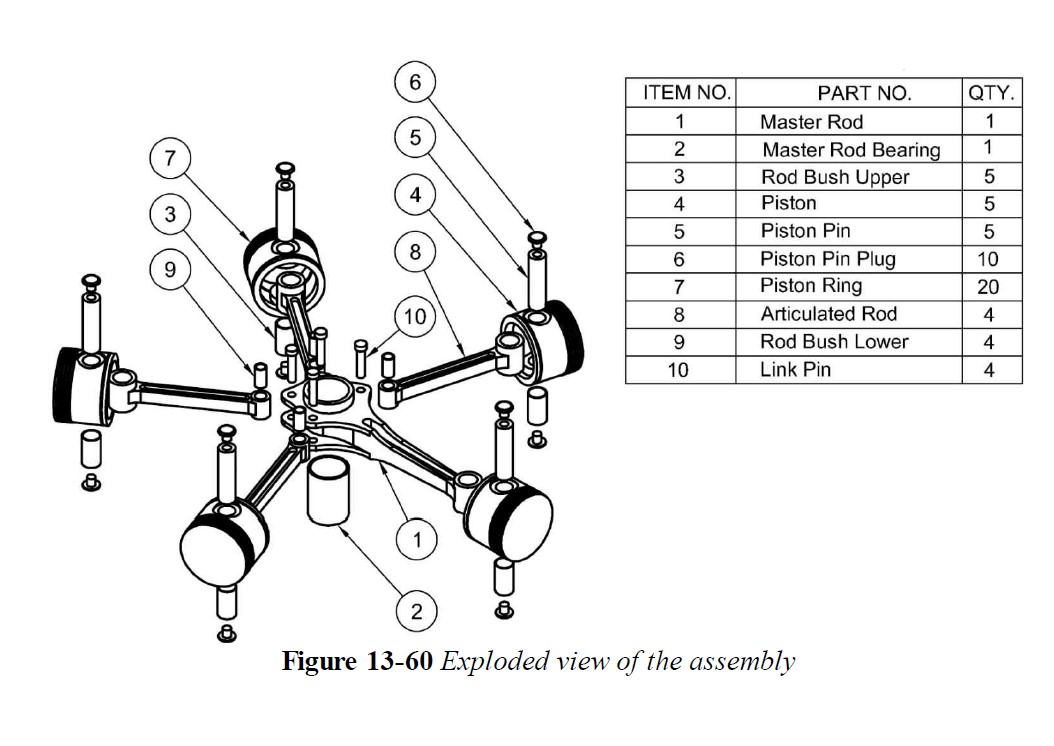 6
5
7
4
3
8
9
10
1
2
ITEM NO. PART NO. QTY.
1 Master Rod 1
2 Master Rod Bearing 1
3 Rod Bush Upper 5
4 Piston 5
5 Piston Pin 5
6 Piston Pin Plug 10
7 Piston Ring 20
8 Articulated Rod 4
9 Rod Bush Lower 4
10 Link Pin 4
Figure 13-60 Exploded view of the assembly